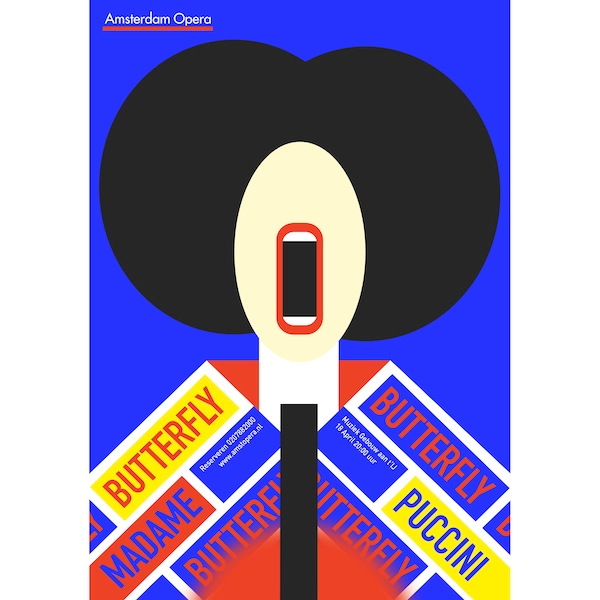 Amsterdam Opera
BUTTERFLY
BUTTERFLY
Reserveren 0207882000
www.amstopera.nl
Muziek Gebouw aan t'IJ
18 April 20:00 uur
MADAME
BUTTERFLY
BUTTERFLY
PUCCINI